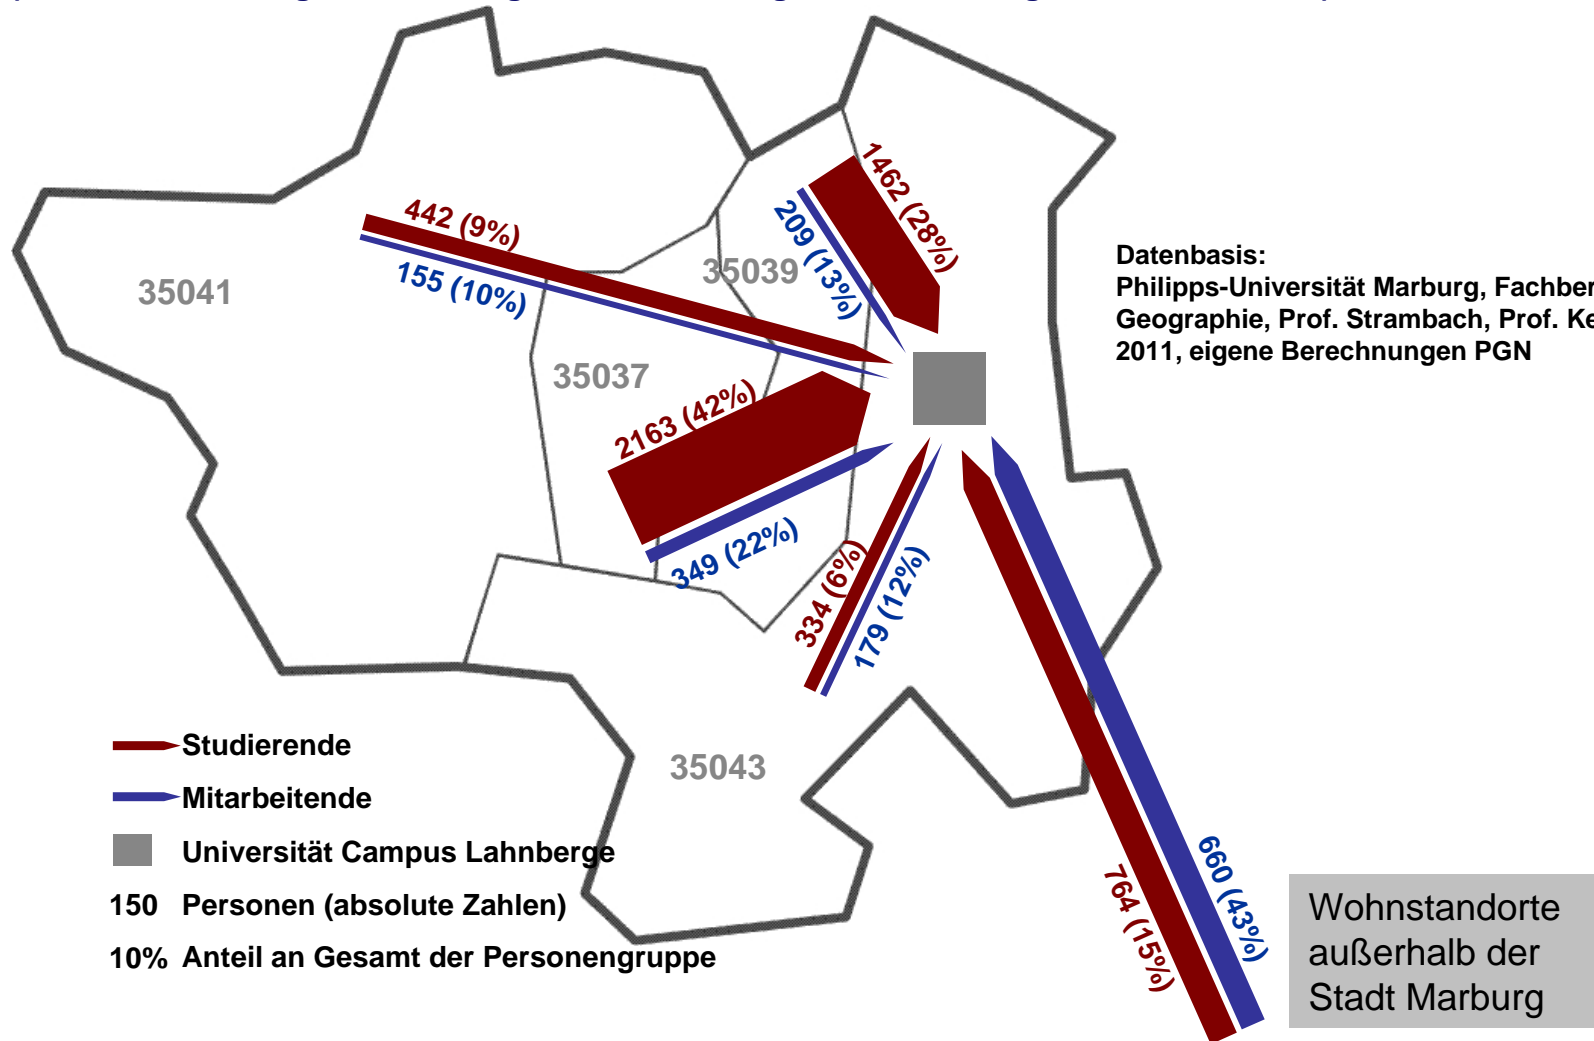 442 (9%)
155 (10%)
1462 (28%)
209 (13%)
35039
35041
35037
2163 (42%)
349 (22%)
334 (6%)
179 (12%)
35043
764 (15%)
660 (43%)
Datenbasis:
Philipps-Universität Marburg,
Geographie, Prof. Strambach, Prof.
2011, eigene Berechnungen PGN
Studierende
Mitarbeitende
Universität Campus Lahnberge
150 Personen (absolute Zahlen)
10% Anteil an Gesamt der Personengruppe
Wohnstandorte
außerhalb der
Stadt Marburg